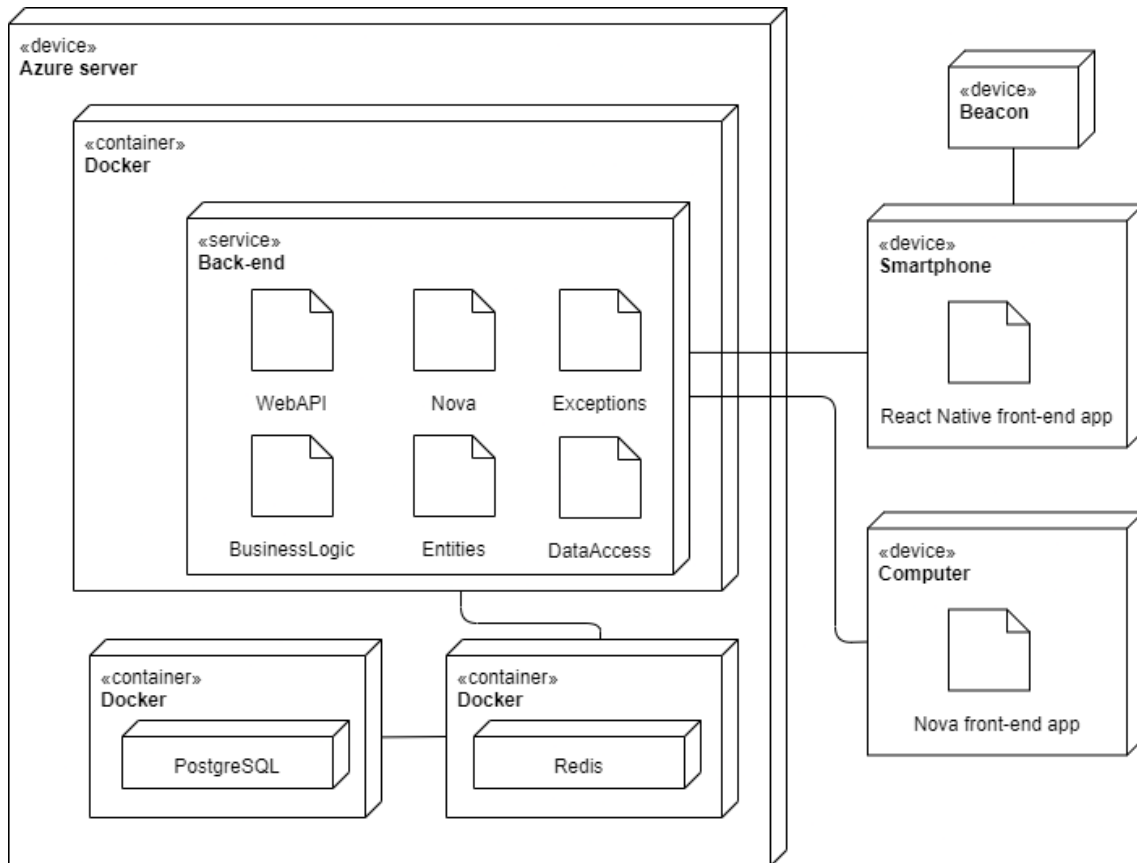 «device»
Azure server
«container»
Docker
«service»
Back-end
WebAPI
Nova
Exceptions
BusinessLogic
Entities
DataAccess
«container»
Docker
PostgreSQL
«container»
Docker
Redis
«device»
Beacon
«device»
Smartphone
React Native front-end app
«device»
Computer
Nova front-end app